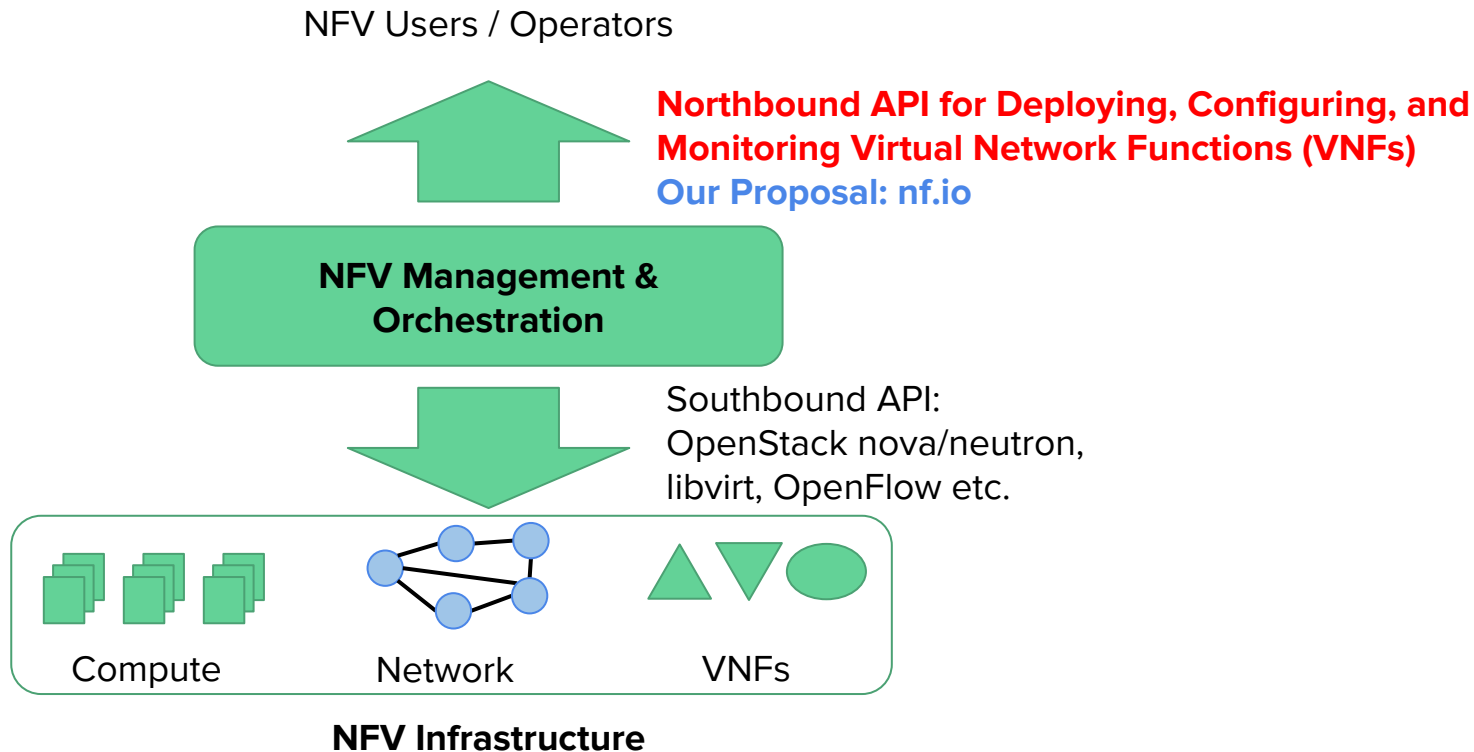 NFV Users / Operators
Northbound API for Deploying, Configuring, and
Monitoring Virtual Network Functions (VNFs)
Our Proposal: nf.io
NFV Management &
Orchestration
Southbound API:
OpenStack nova/neutron,
libvirt, OpenFlow etc.
Compute
Network
VNFs
NFV Infrastructure